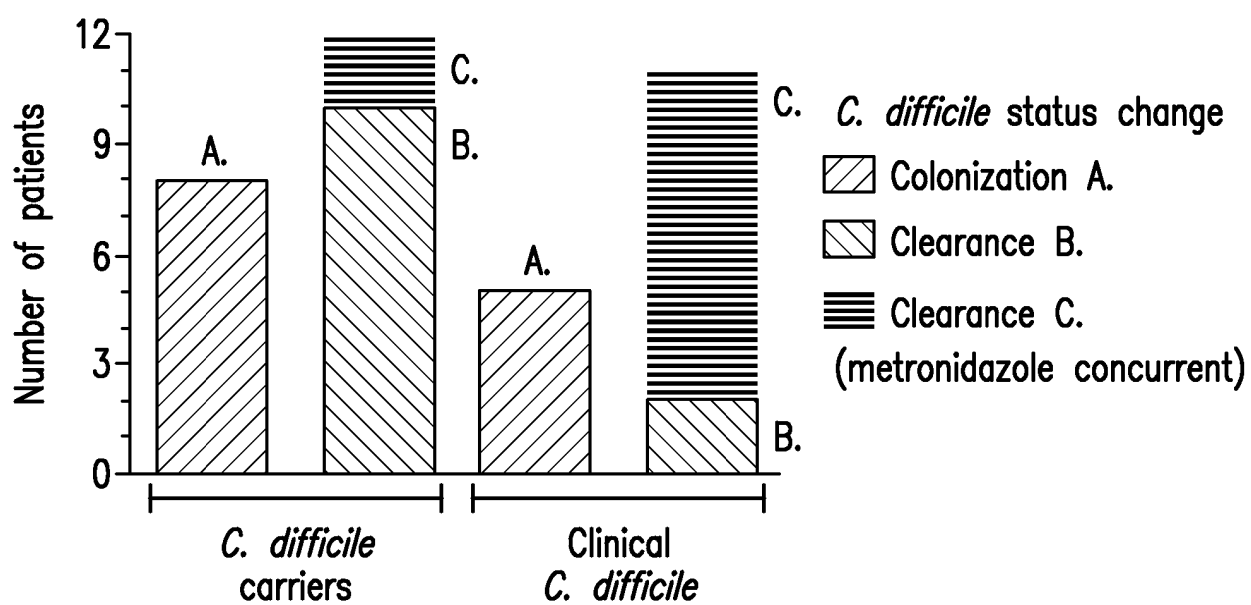 Number of patients
12
9
6
3
0
A.
C.
B.
A.
C.
B.
C. difficile
carriers
Clinical
C. difficile
C. difficile status change
Colonization A.
Clearance B.
Clearance C.
(metronidazole concurrent)